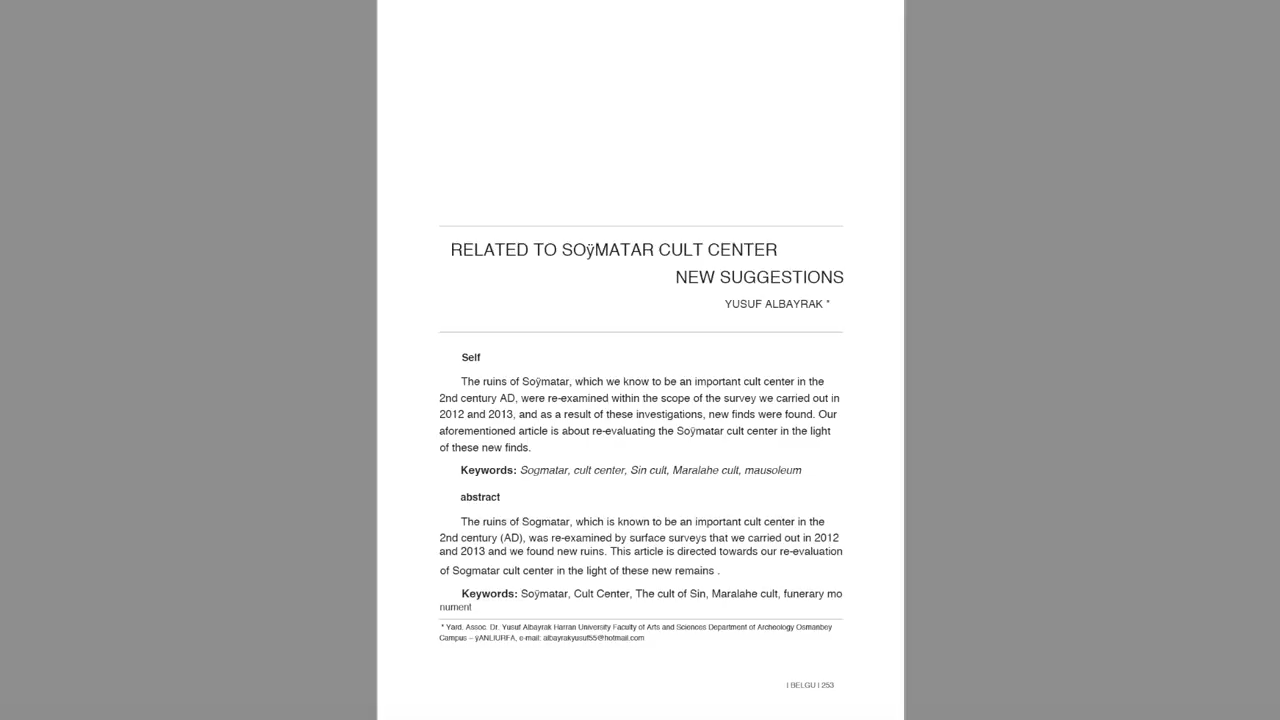 RELATED TO SOÿMATAR CULT CENTER
NEW SUGGESTIONS
YUSUF ALBAYRAK *
Self
The ruins of Soÿmatar, which we know to be an important cult center in the
2nd century AD, were re-examined within the scope of the survey we carried out in
2012 and 2013, and as a result of these investigations, new finds were found. Our
aforementioned article is about re-evaluating the Soÿmatar cult center in the light
of these new finds.
Keywords: Sogmatar, cult center, Sin cult, Maralahe cult, mausoleum
abstract
The ruins of Sogmatar, which is known to be an important cult center in the
2nd century (AD), was re-examined by surface surveys that we carried out in 2012
and 2013 and we found new ruins. This article is directed towards our re-evaluation
of Sogmatar cult center in the light of these new remains .
Keywords: Soÿmatar, Cult Center, The cult of Sin, Maralahe cult, funerary mo
nument
* Yard. Assoc. Dr. Yusuf Albayrak Harran University Faculty of Arts and Sciences Department of Archeology Osmanbey
Campus – ÿANLIURFA, e-mail: albayrakyusuf55@hotmail.com
I BELGU I 253